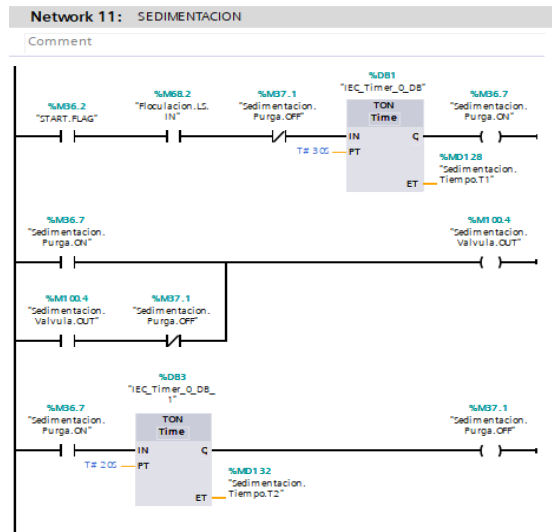 Network 11: SEDIMENTACION
Comment
%M36.2
"START.FLAG"
%M68.2
"Floculacion.LS.
IN"
%M37.1
"Sedimentacion.
Purga.OFF"
%DB1
"IEC_Timer_0_DB"
TON
Time
IN
Q
T# 30S
PT
ET
%M36.7
"Sedimentacion.
Purga.ON"
%MD128
"Sedimentacion.
Tiempo.T1"
%M36.7
"Sedimentacion.
Purga.ON"
%M100.4
"Sedimentacion.
Valvula.OUT"
%M100.4
"Sedimentacion.
Valvula.OUT"
%M37.1
"Sedimentacion.
Purga.OFF"
%M36.7
"Sedimentacion.
Purga.ON"
%DB3
"IEC_Timer_0_DB_
1"
TON
Time
IN
Q
T# 20S
PT
ET
%M37.1
"Sedimentacion.
Purga.OFF"
%MD132
"Sedimentacion.
Tiempo.T2"